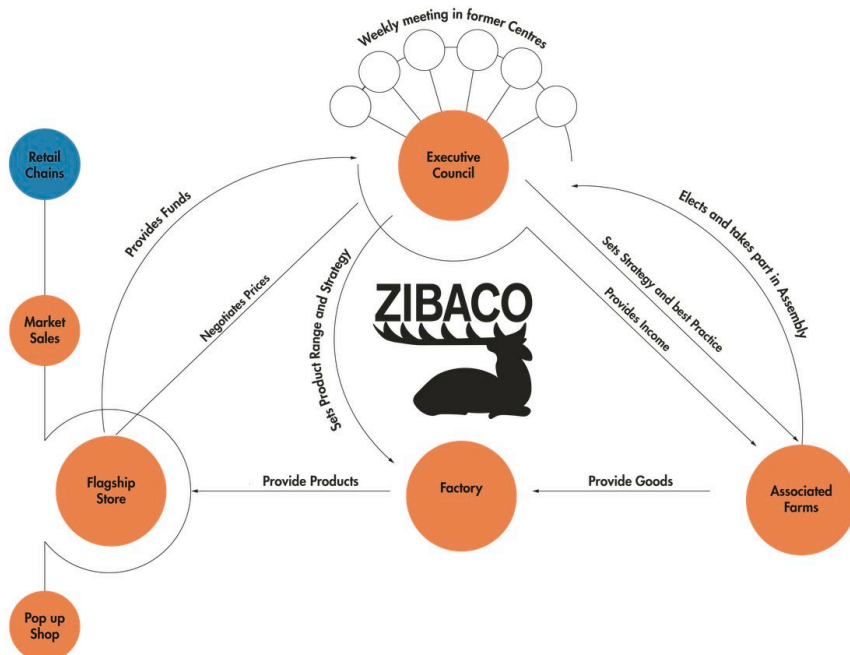 Weekly meeting in former Centres
Executive
Council
Retail
Chains
Provides Funds
Negotiates Prices
Sets Product Range and Strategy
ZIBACO
Sets Strategy and best Practice
Provides Income
Elects and takes part in Assembly
Market
Sales
Flagship
Store
Provide Products
Factory
Provide Goods
Associated
Farms
Pop up
Shop